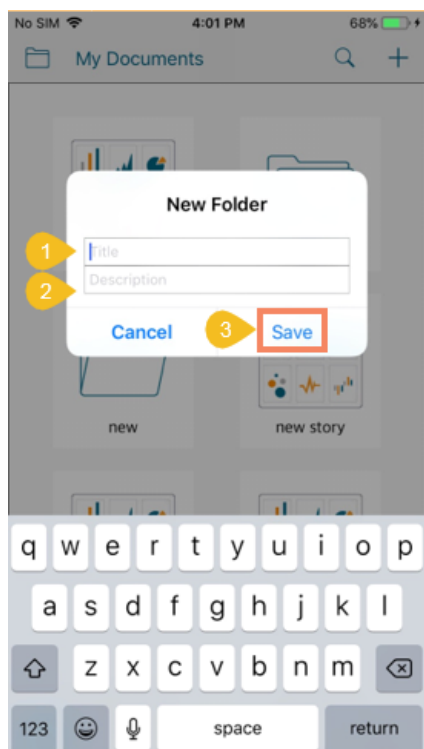 No SIM 4:01 PM 68%
My Documents
New Folder
1 Title
2 Description
Cancel 3 Save
new new story
q w e r t y u i o p
a s d f g h j k l
z x c v b n m
123 space return